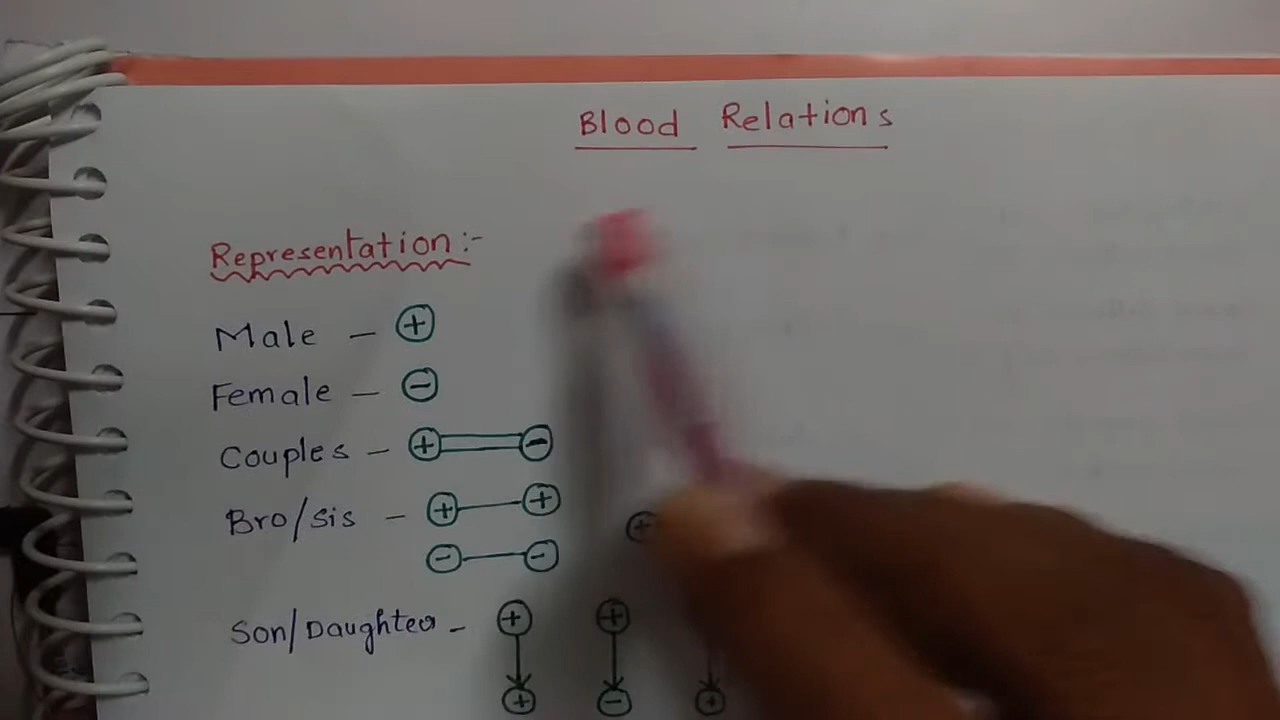 Blood Relations
Representation :-
Male - ⊕
Female - ⊖
Couples - ⊕=⊖
Bro/sis - ⊕-⊕ ⊕
⊖-⊖
Son/Daughter - ⊕ ⊕
⊕ ⊖ ⊕